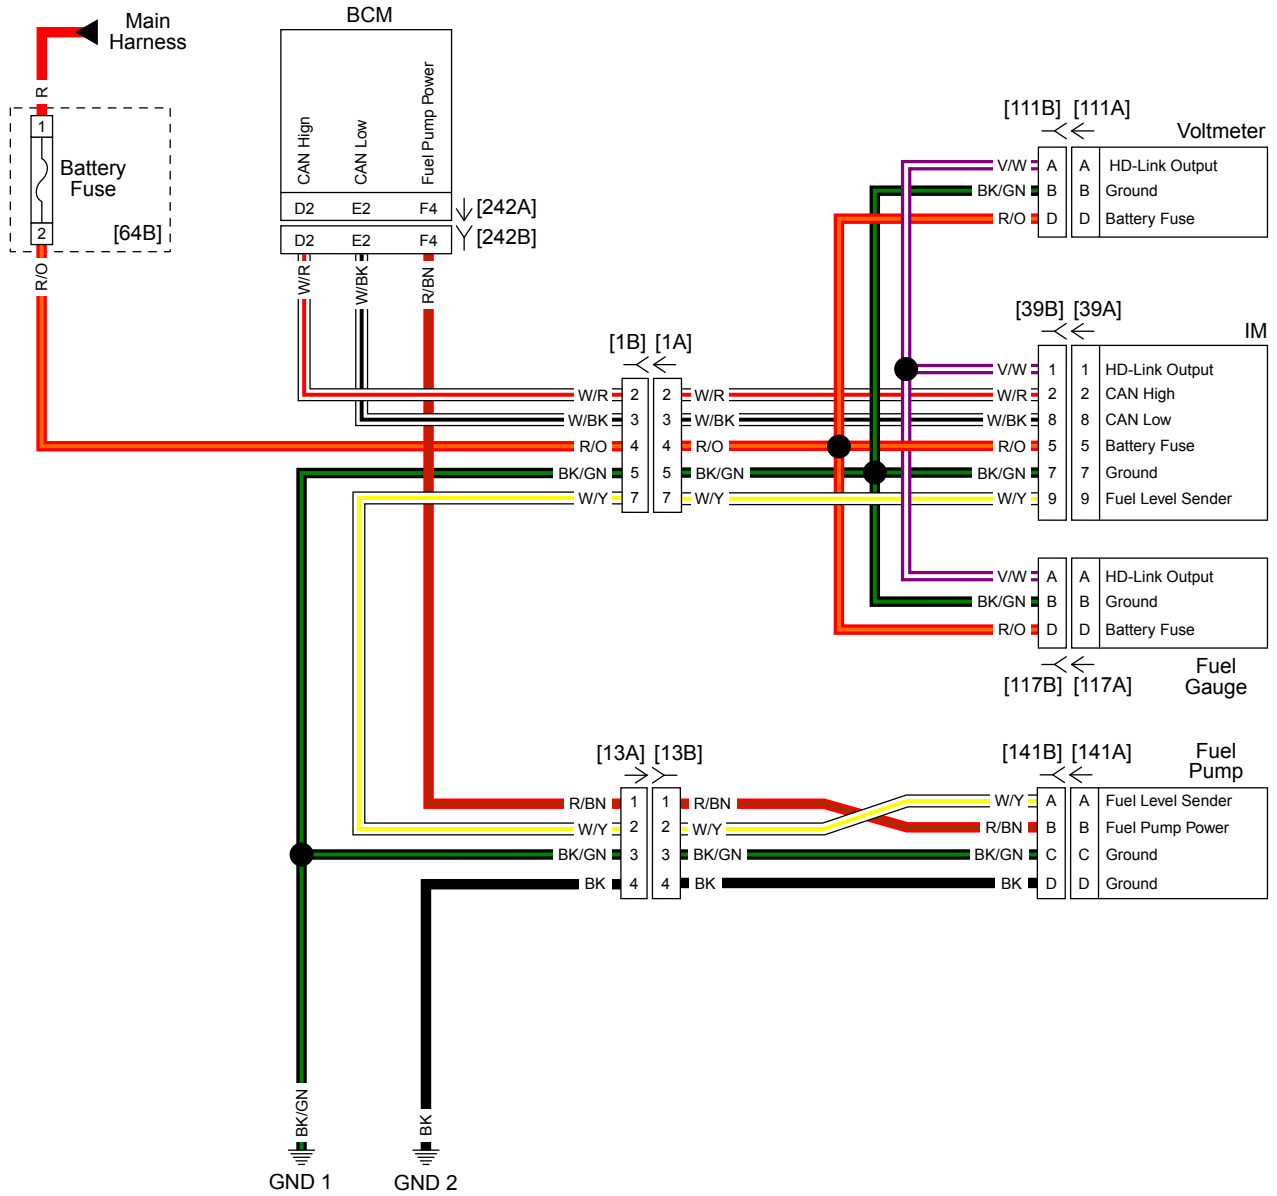 Main
Harness
R
1
Battery
Fuse
2
[64B]
R/O
BCM
CAN Hign
CAN Low
Fuel Pump Power
D2 E2 F4 [242A]
D2 E2 F4 [242B]
W/R W/BK R/BN
[111B] [111A]
Voltmeter
V/W A A HD-Link Output
BK/GN B B Ground
R/O D D Battery Fuse
[39B] [39A]
IM
V/W 1 1 HD-Link Output
W/R 2 2 CAN High
W/BK 8 8 CAN Low
R/O 5 5 Battery Fuse
BK/GN 7 7 Ground
W/Y 9 9 Fuel Level Sender
[1B] [1A]
W/R 2 2 W/R
W/BK 3 3 W/BK
R/O 4 4 R/O
BK/GN 5 5 BK/GN
W/Y 7 7 W/Y
V/W A A HD-Link Output
BK/GN B B Ground
R/O D D Battery Fuse
[117B] [117A]
Fuel
Gauge
[13A] [13B]
R/BN 1 1 R/BN
W/Y 2 2 W/Y
BK/GN 3 3 BK/GN
BK 4 4 BK
[141B] [141A]
Fuel
Pump
W/Y A A Fuel Level Sender
R/BN B B Fuel Pump Power
BK/GN C C Ground
BK D D Ground
BK/GN
GND 1
BK
GND 2